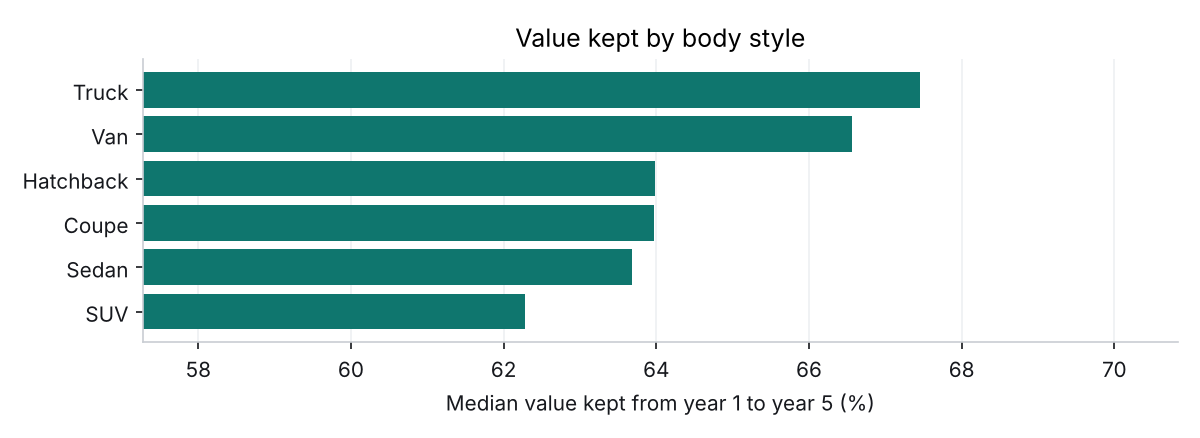 Value kept by body style
Truck
Van
Hatchback
Coupe
Sedan
SUV
58 60 62 64 66 68 70
Median value kept from year 1 to year 5 (%)